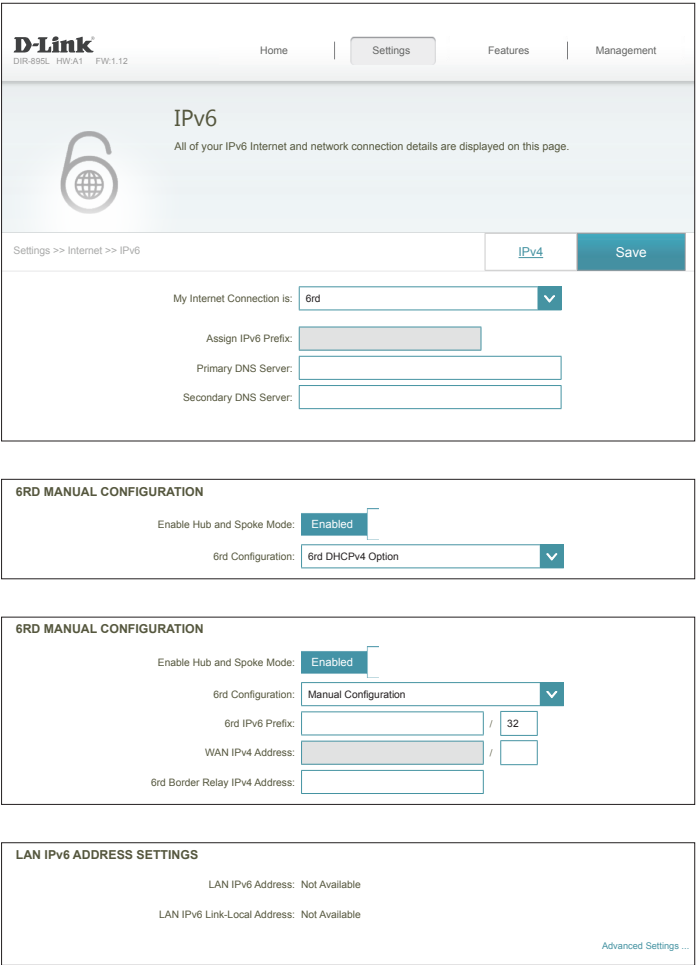 D-Link
DIR-895L HW:A1 FW:1.12
Home
Settings
Features
Management
IPv6
All of your IPv6 Internet and network connection details are displayed on this page.
Settings >> Internet >> IPv6
IPv4
Save
My Internet Connection is: 6rd
Assign IPv6 Prefix:
Primary DNS Server:
Secondary DNS Server:
6RD MANUAL CONFIGURATION
Enable Hub and Spoke Mode: Enabled
6rd Configuration: 6rd DHCPv4 Option
6RD MANUAL CONFIGURATION
Enable Hub and Spoke Mode: Enabled
6rd Configuration: Manual Configuration
6rd IPv6 Prefix: / 32
WAN IPv4 Address: /
6rd Border Relay IPv4 Address:
LAN IPv6 ADDRESS SETTINGS
LAN IPv6 Address: Not Available
LAN IPv6 Link-Local Address: Not Available
Advanced Settings ...